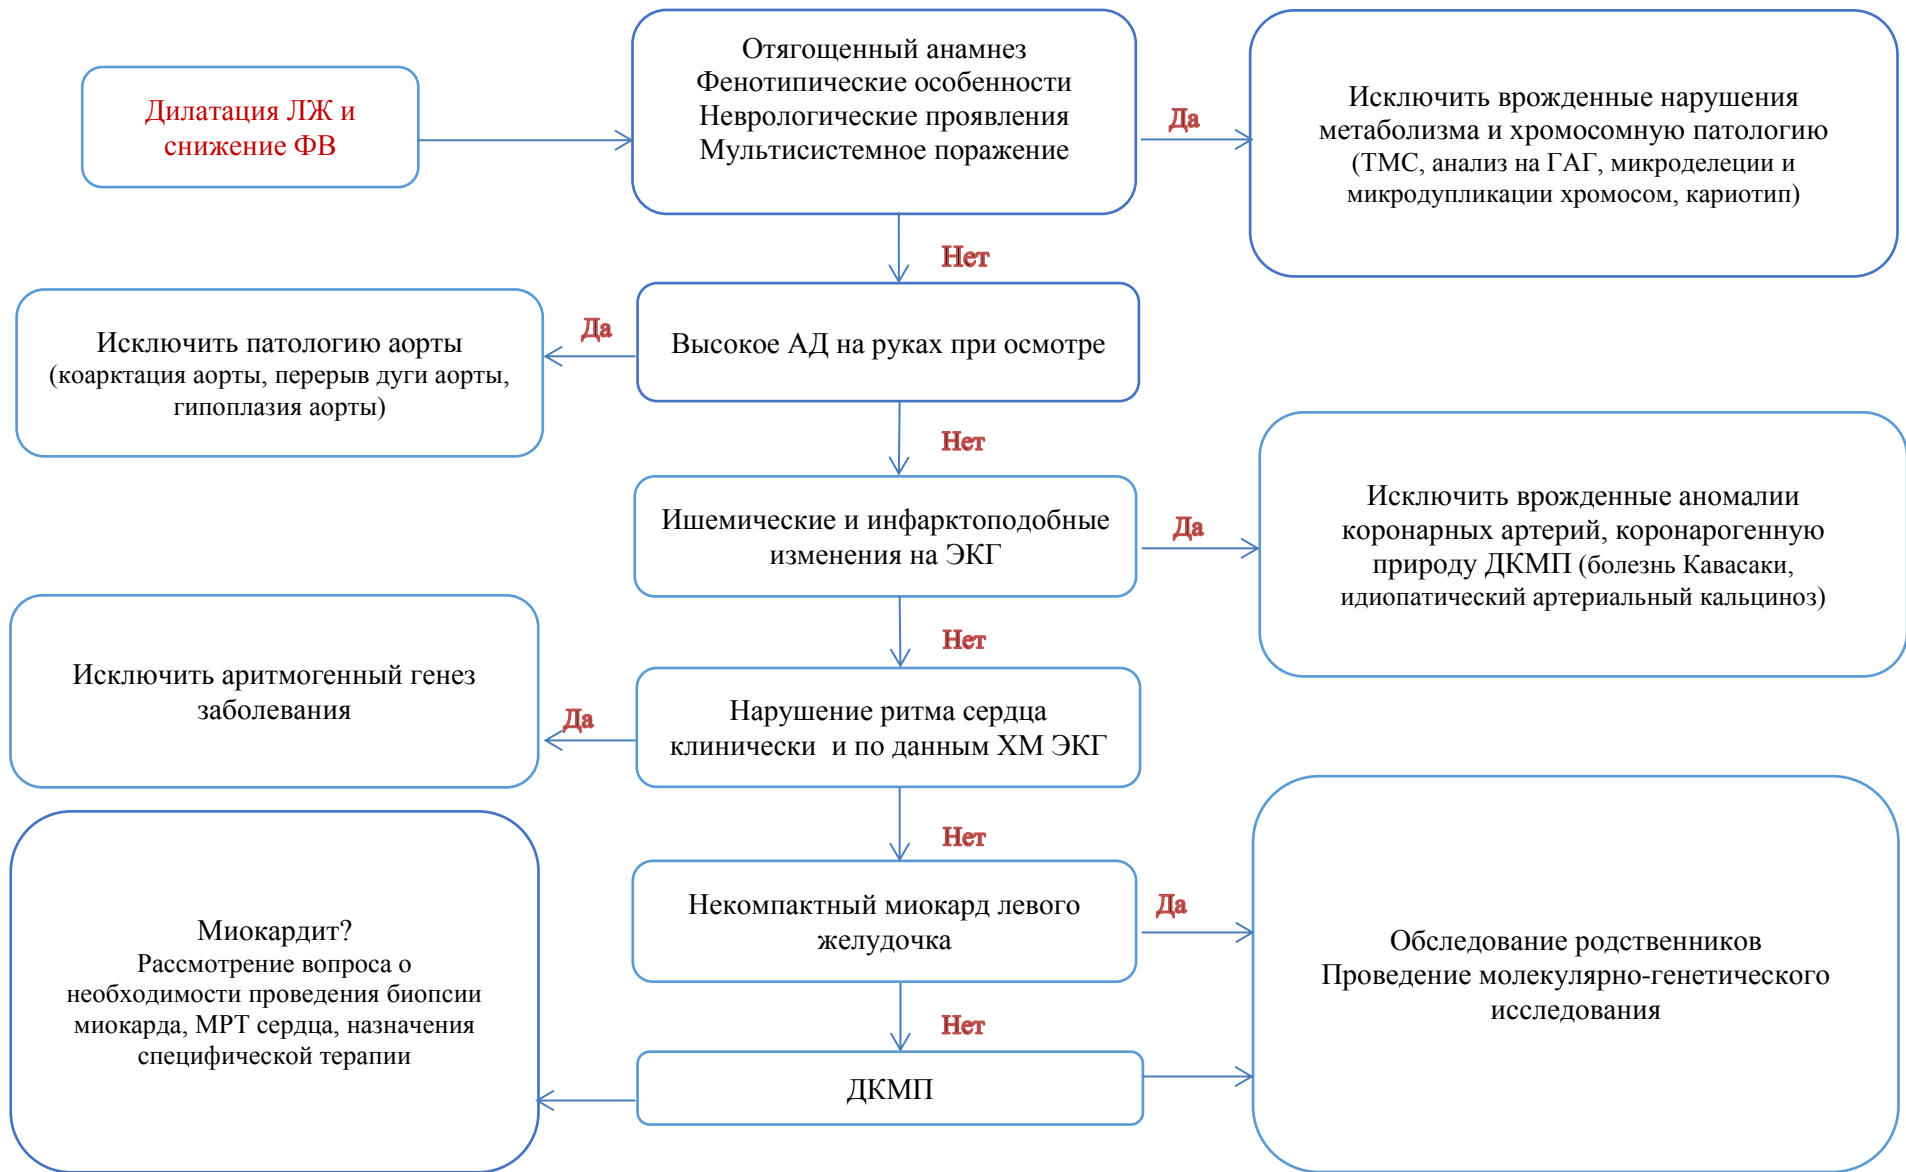 Дилатация ЛЖ и
снижение ФВ
Отягощенный анамнез
Фенотипические особенности
Неврологические проявления
Мультисистемное поражение
Да
Исключить врожденные нарушения
метаболизма и хромосомную патологию
(ТМС, анализ на ГАГ, микроделеции и
микродупликации хромосом, кариотип)
Нет
Высокое АД на руках при осмотре
Да
Исключить патологию аорты
(коарктация аорты, перерыв дуги аорты,
гипоплазия аорты)
Нет
Ишемические и инфарктоподобные
изменения на ЭКГ
Да
Исключить врожденные аномалии
коронарных артерий, коронарогенную
природу ДКМП (болезнь Кавасаки,
идиопатический артериальный кальциноз)
Нет
Нарушение ритма сердца
клинически и по данным ХМ ЭКГ
Да
Исключить аритмогенный генез
заболевания
Нет
Некомпактный миокард левого
желудочка
Да
Обследование родственников
Проведение молекулярно-генетического
исследования
Нет
ДКМП
Миокардит?
Рассмотрение вопроса о
необходимости проведения биопсии
миокарда, МРТ сердца, назначения
специфической терапии